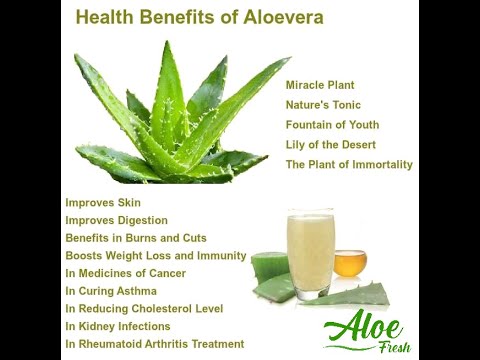 Health Benefits of Aloevera
Miracle Plant
Nature's Tonic
Fountain of Youth
Lily of the Desert
The Plant of Immortality
Improves Skin
Improves Digestion
Benefits in Burns and Cuts
Boosts Weight Loss and Immunity
In Medicines of Cancer
In Curing Asthma
In Reducing Cholesterol Level
In Kidney Infections
In Rheumatoid Arthritis Treatment
Aloe
Fresh